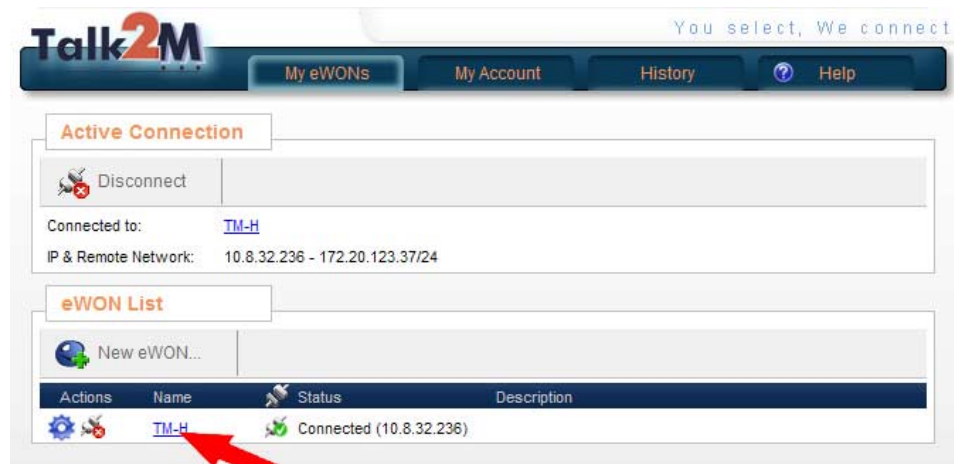 Talk2M
You select, We connect
My eWONs My Account History Help
Active Connection
Disconnect
Connected to: TM-H
IP & Remote Network: 10.8.32.236 - 172.20.123.37/24
eWON List
New eWON...
Actions Name Status Description
TM-H Connected (10.8.32.236)